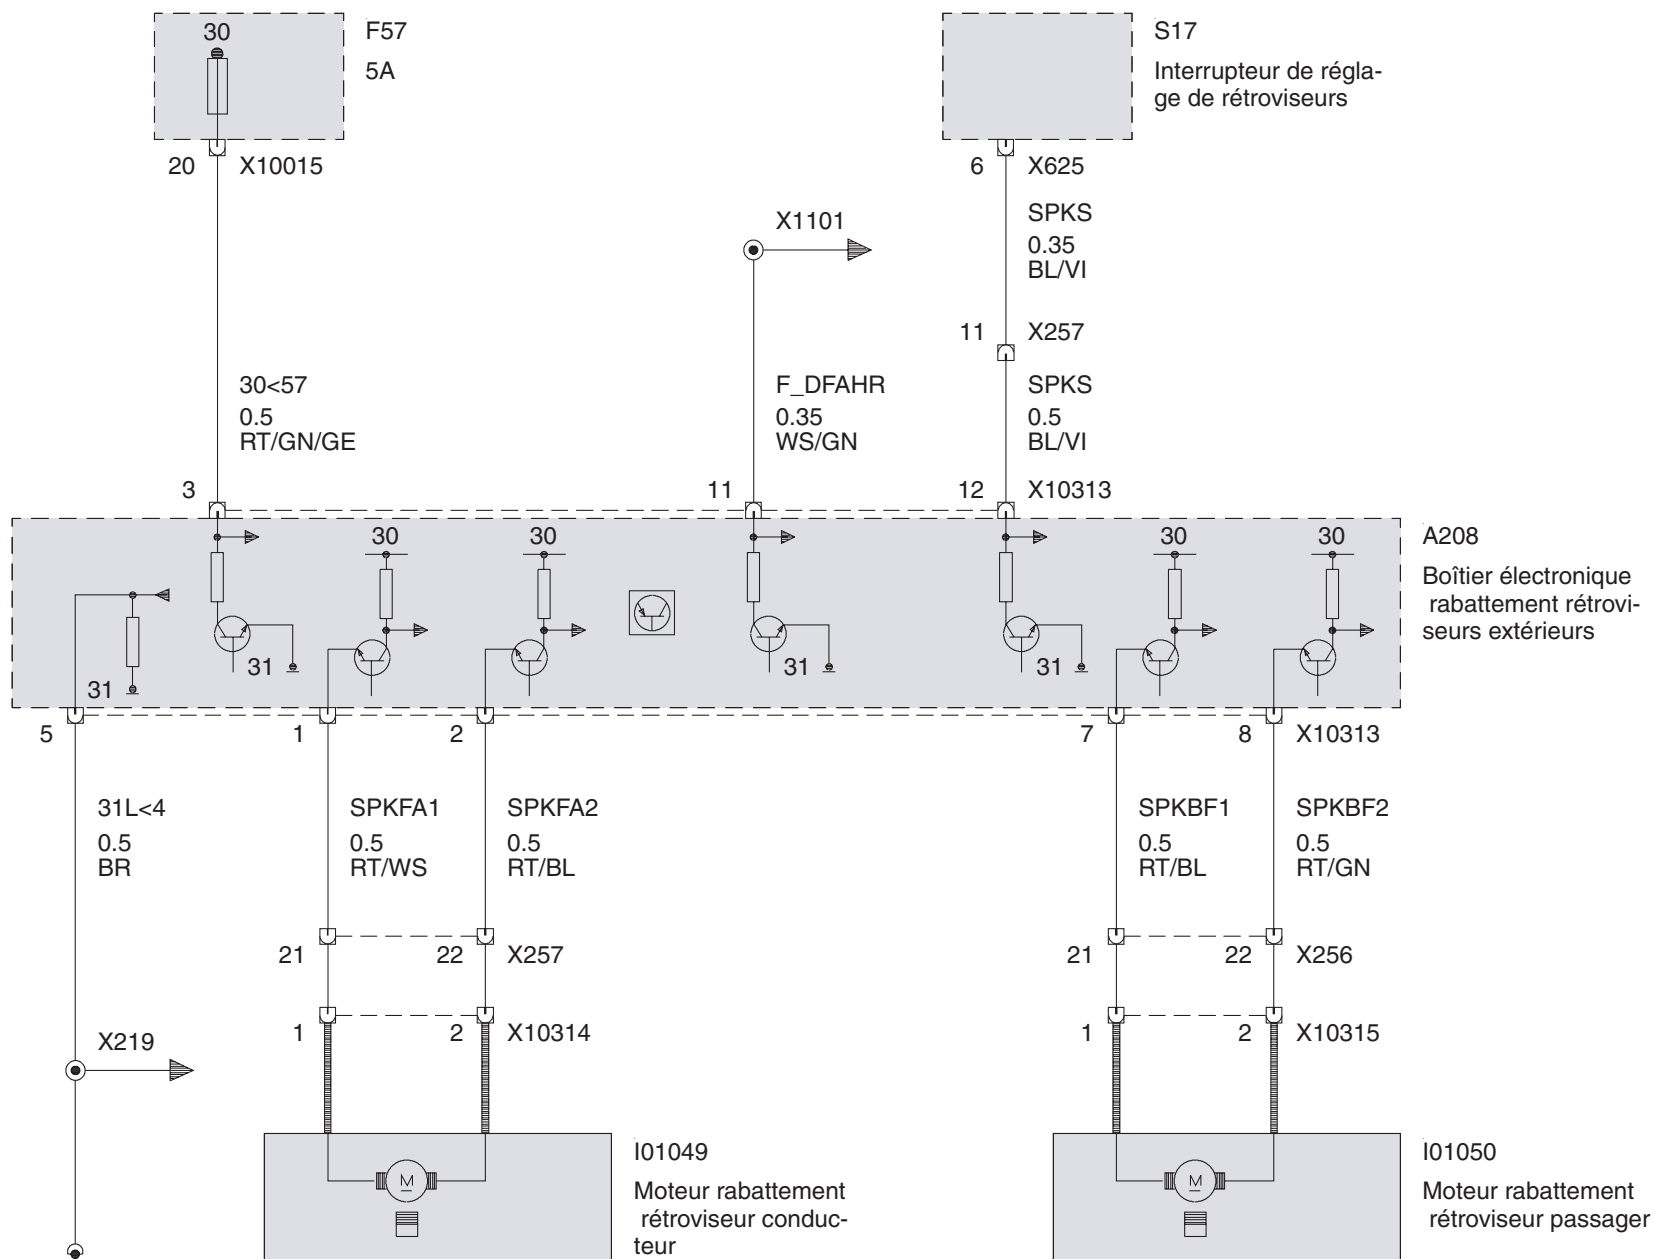 30
F57
5A
S17
Interrupteur de régla-
ge de rétroviseurs
20
X10015
6
X625
SPKS
0.35
BL/VI
X1101
11
X257
30<57
0.5
RT/GN/GE
F_DFAHR
0.35
WS/GN
SPKS
0.5
BL/VI
3
11
12
X10313
30
30
30
30
A208
Boîtier électronique
rabattement rétrovi-
seurs extérieurs
31
31
31
31
5
1
2
7
8
X10313
31L<4
0.5
BR
SPKFA1
0.5
RT/WS
SPKFA2
0.5
RT/BL
SPKBF1
0.5
RT/BL
SPKBF2
0.5
RT/GN
21
22
X257
21
22
X256
1
2
X10314
1
2
X10315
X219
M
I01049
Moteur rabattement
rétroviseur conduc-
teur
M
I01050
Moteur rabattement
rétroviseur passager